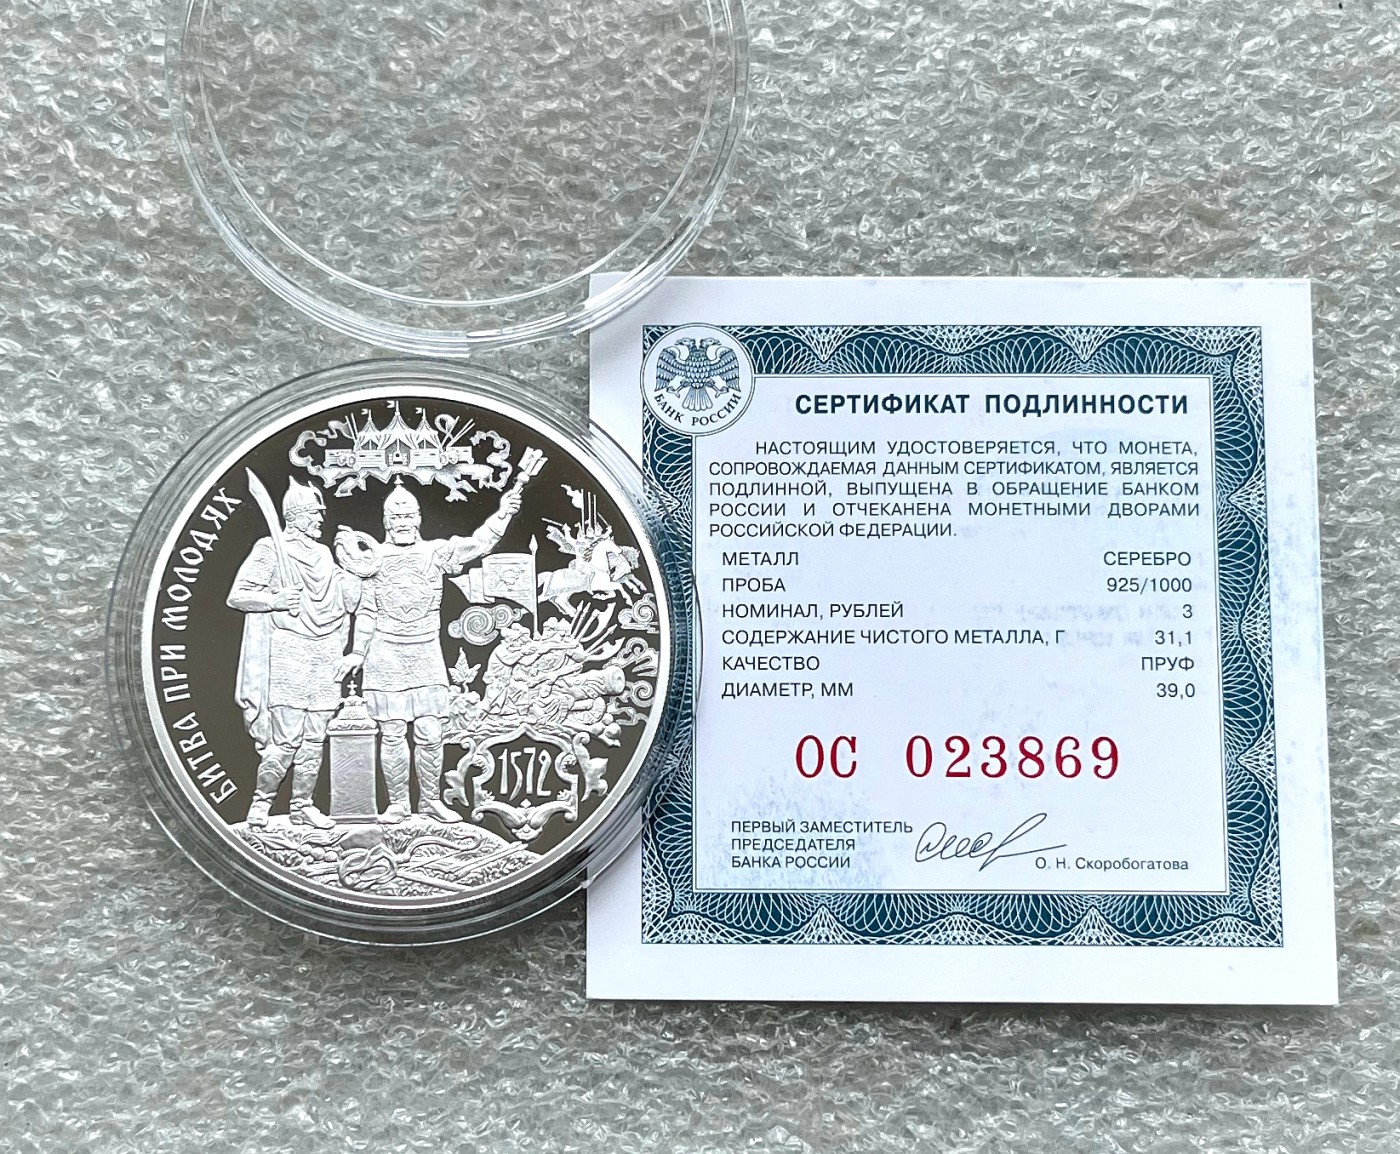 БИТВА ПРИ МОЛОДЯХ
1572
БАНК РОССИИ
СЕРТИФИКАТ ПОДЛИННОСТИ
НАСТОЯЩИМ УДОСТОВЕРЯЕТСЯ, ЧТО МОНЕТА,
СОПРОВОЖДАЕМАЯ ДАННЫМ СЕРТИФИКАТОМ, ЯВЛЯЕТСЯ
ПОДЛИННОЙ, ВЫПУЩЕНА В ОБРАЩЕНИЕ БАНКОМ
РОССИИ И ОТЧЕКАНЕНА МОНЕТНЫМИ ДВОРАМИ
РОССИЙСКОЙ ФЕДЕРАЦИИ.
МЕТАЛЛ СЕРЕБРО
ПРОБА 925/1000
НОМИНАЛ, РУБЛЕЙ 3
СОДЕРЖАНИЕ ЧИСТОГО МЕТАЛЛА, Г 31,1
КАЧЕСТВО ПРУФ
ДИАМЕТР, ММ 39,0
ОС 023869
ПЕРВЫЙ ЗАМЕСТИТЕЛЬ
ПРЕДСЕДАТЕЛЯ
БАНКА РОССИИ
О. Н. Скоробогатова